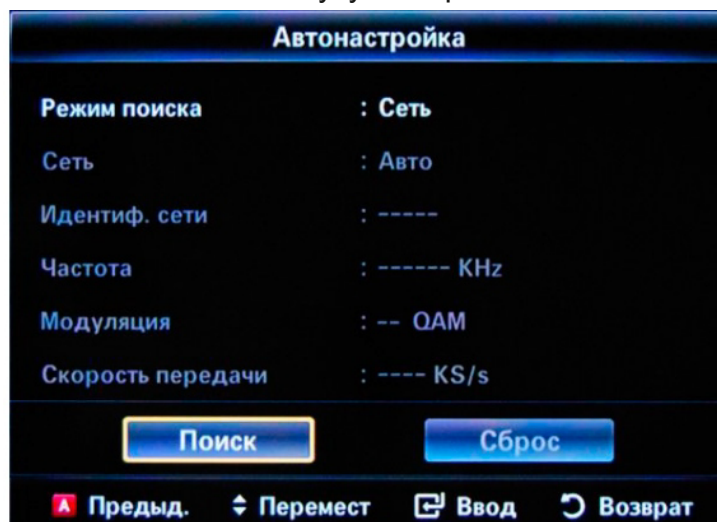 Автонастройка
Режим поиска : Сеть
Сеть : Авто
Идентиф. сети : -----
Частота : ------ KHz
Модуляция : -- QAM
Скорость передачи : ---- KS/s
Поиск Сброс
A Предыд. Перемест Ввод Возврат